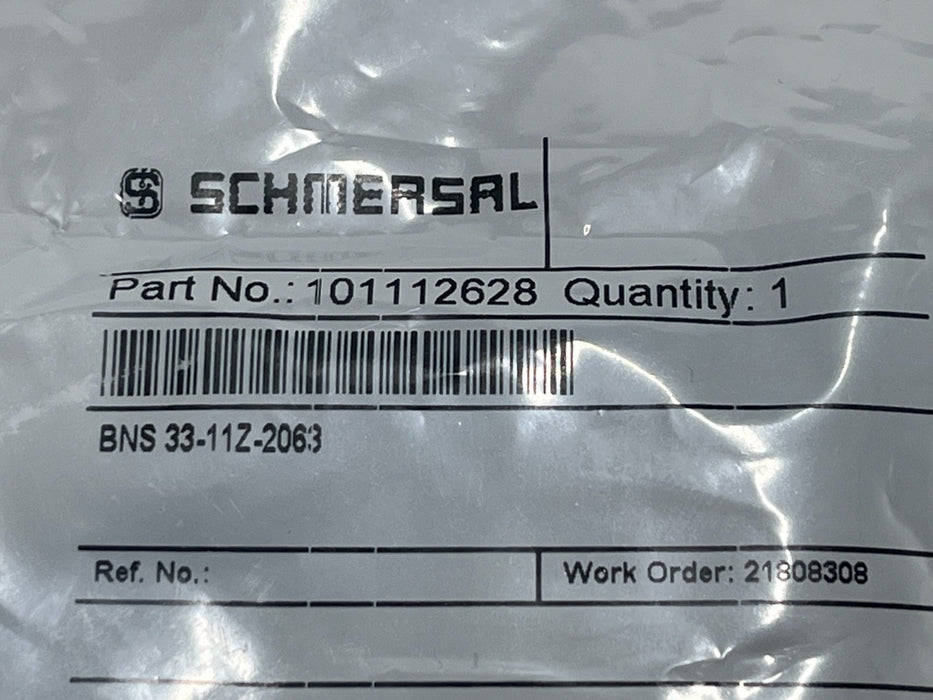 S SCHMERSAL
Part No.: 101112628 Quantity: 1
BNS 33-11Z-2063
Ref. No.: Work Order: 21808308